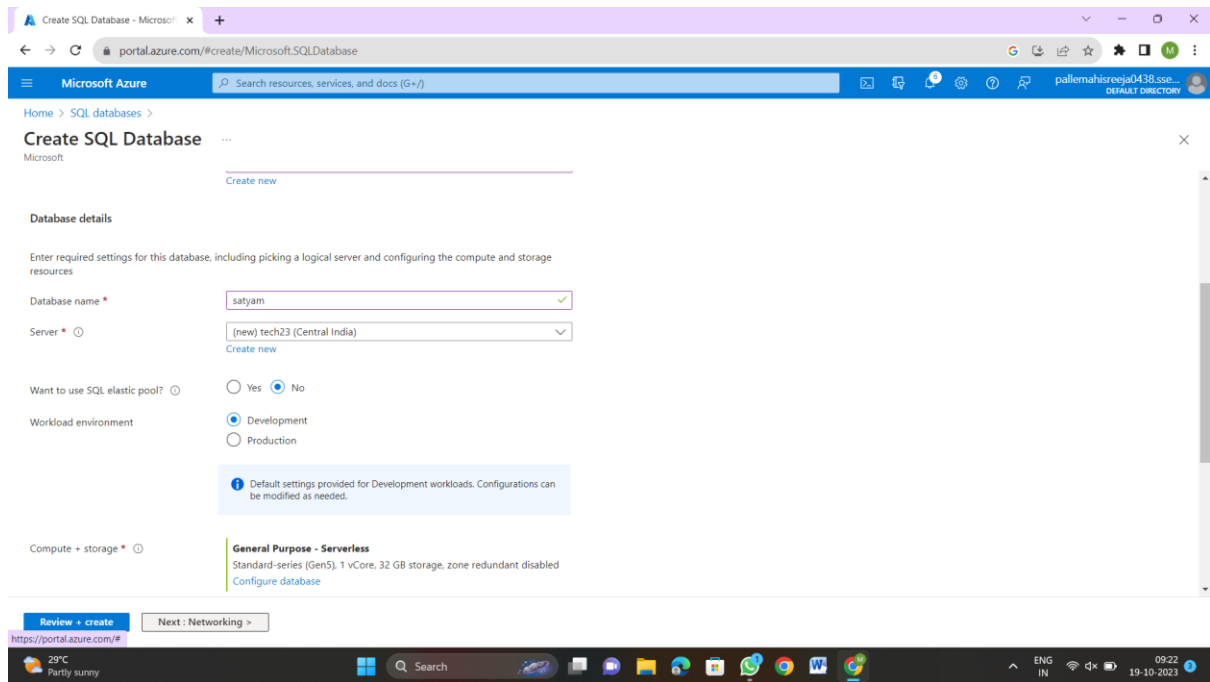 Create SQL Database - Microsof
portal.azure.com/#create/Microsoft.SQLDatabase
G
M
Microsoft Azure
Search resources, services, and docs (G+/)
6
pallemahisreeja0438.sse...
DEFAULT DIRECTORY
Home > SQL databases >
Create SQL Database ...
Microsoft
Create new
Database details
Enter required settings for this database, including picking a logical server and configuring the compute and storage
resources
Database name *
satyam
Server *
(new) tech23 (Central India)
Create new
Want to use SQL elastic pool?
Yes No
Workload environment
Development
Production
Default settings provided for Development workloads. Configurations can
be modified as needed.
Compute + storage *
General Purpose - Serverless
Standard-series (Gen5), 1 vCore, 32 GB storage, zone redundant disabled
Configure database
Review + create
Next : Networking >
https://portal.azure.com/#
29°C
Partly sunny
Search
ENG
IN
09:22
19-10-2023
3